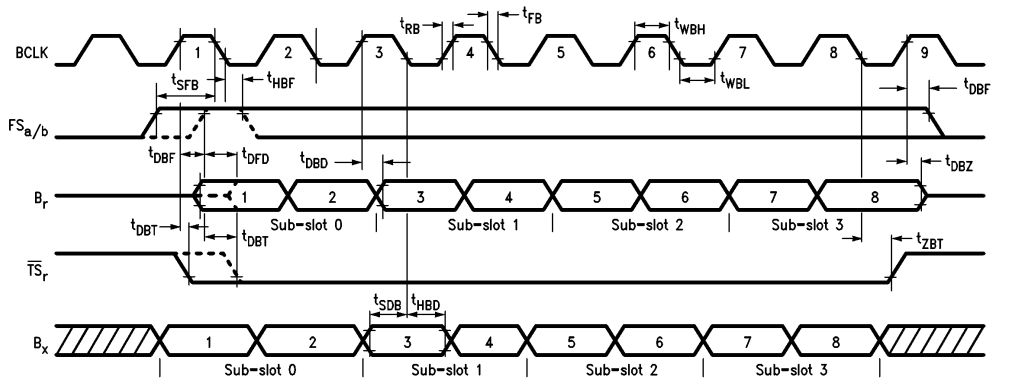 tRB tFB tWBH
BCLK 1 2 3 4 5 6 7 8 9
tSFB tHBF tWBL tDBF
FSa/b
tDBF tDFD tDBD tDBZ
Br 1 2 3 4 5 6 7 8
Sub-slot 0 Sub-slot 1 Sub-slot 2 Sub-slot 3
tDBT tDBT tZBT
TSr
tSDB tHBD
Bx 1 2 3 4 5 6 7 8
Sub-slot 0 Sub-slot 1 Sub-slot 2 Sub-slot 3